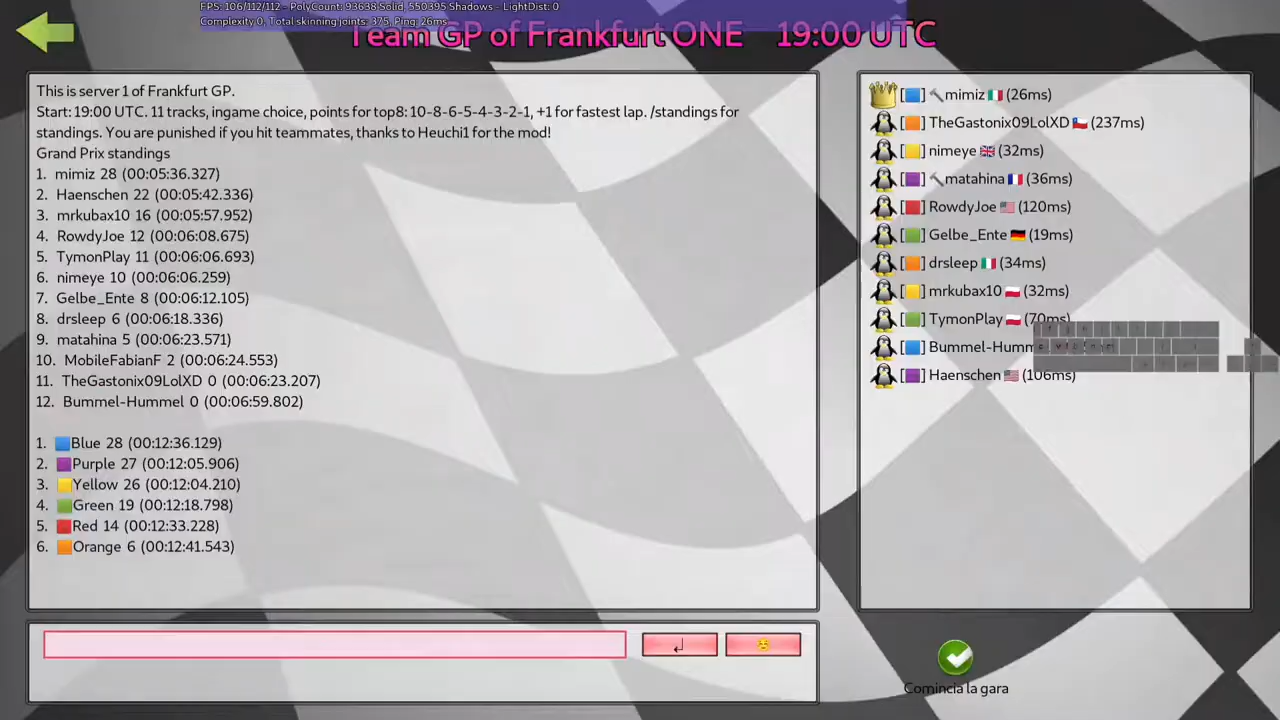 FPS: 106/112/112 - PolyCount: 93638 Solid, 550395 Shadows - LightDist: 0
Complexity 0, Total skinning joints: 375, Ping: 26ms
Team GP of Frankfurt ONE 19:00 UTC
This is server 1 of Frankfurt GP.
Start: 19:00 UTC. 11 tracks, ingame choice, points for top8: 10-8-6-5-4-3-2-1, +1 for fastest lap. /standings for
standings. You are punished if you hit teammates, thanks to Heuchi1 for the mod!
Grand Prix standings
1. mimiz 28 (00:05:36.327)
2. Haenschen 22 (00:05:42.336)
3. mrkubax10 16 (00:05:57.952)
4. RowdyJoe 12 (00:06:08.675)
5. TymonPlay 11 (00:06:06.693)
6. nimeye 10 (00:06:06.259)
7. Gelbe_Ente 8 (00:06:12.105)
8. drsleep 6 (00:06:18.336)
9. matahina 5 (00:06:23.571)
10. MobileFabianF 2 (00:06:24.553)
11. TheGastonix09LolXD 0 (00:06:23.207)
12. Bummel-Hummel 0 (00:06:59.802)
1. Blue 28 (00:12:36.129)
2. Purple 27 (00:12:05.906)
3. Yellow 26 (00:12:04.210)
4. Green 19 (00:12:18.798)
5. Red 14 (00:12:33.228)
6. Orange 6 (00:12:41.543)
mimiz (26ms)
TheGastonix09LolXD (237ms)
nimeye (32ms)
matahina (36ms)
RowdyJoe (120ms)
Gelbe_Ente (19ms)
drsleep (34ms)
mrkubax10 (32ms)
TymonPlay (70ms)
Bummel-Humm
Haenschen (106ms)
Comincia la gara